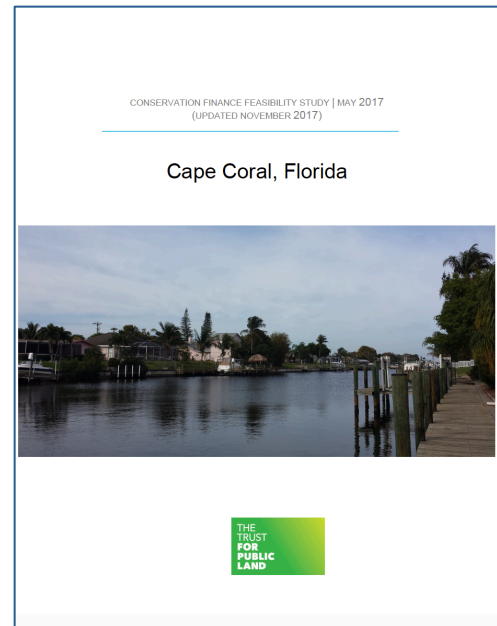 CONSERVATION FINANCE FEASIBILITY STUDY | MAY 2017
(UPDATED NOVEMBER 2017)
Cape Coral, Florida
THE
TRUST
FOR
PUBLIC
LAND